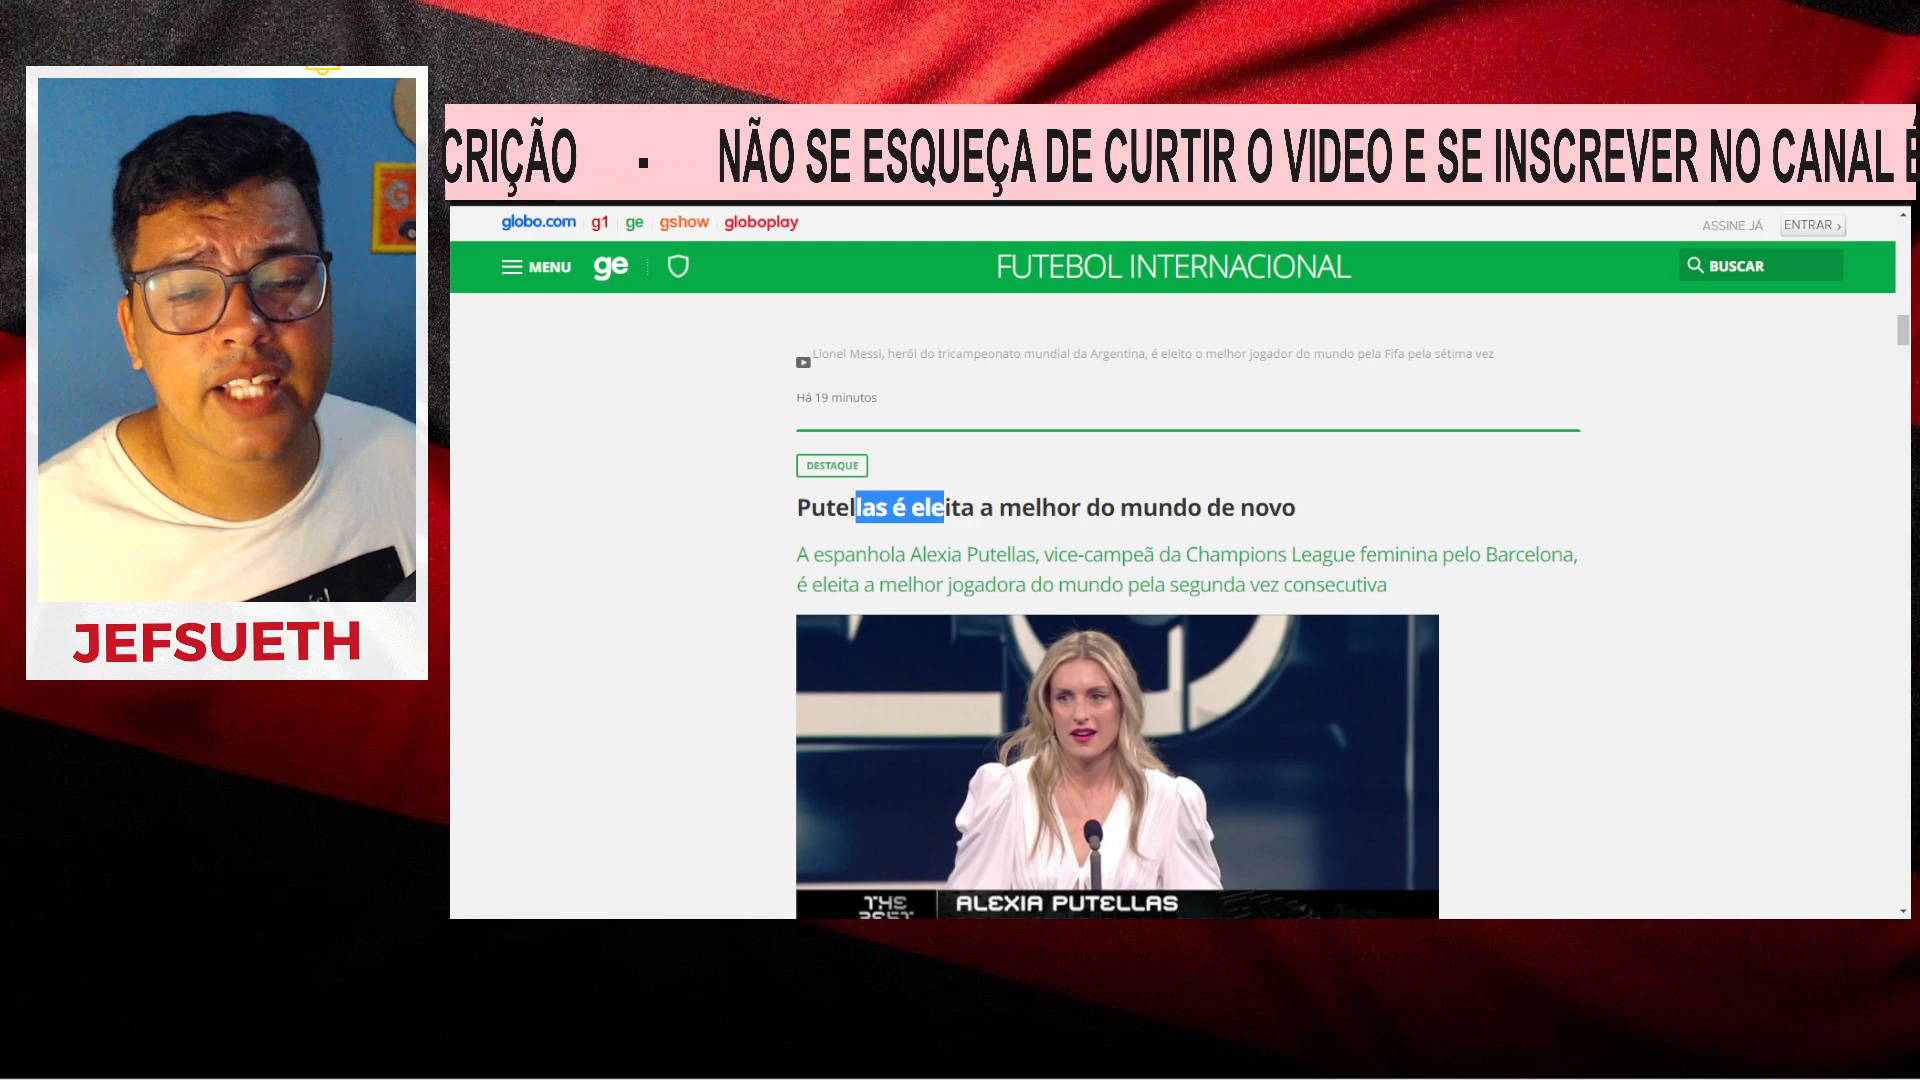 CRIÇÃO - NÃO SE ESQUEÇA DE CURTIR O VIDEO E SE INSCREVER NO CANAL É
JEFSUETH
globo.com g1 ge gshow globoplay
ASSINE JÁ ENTRAR ›
MENU ge FUTEBOL INTERNACIONAL BUSCAR
Lionel Messi, herói do tricampeonato mundial da Argentina, é eleito o melhor jogador do mundo pela Fifa pela sétima vez
Há 19 minutos
DESTAQUE
Putellas é eleita a melhor do mundo de novo
A espanhola Alexia Putellas, vice-campeã da Champions League feminina pelo Barcelona,
é eleita a melhor jogadora do mundo pela segunda vez consecutiva
THE BEST ALEXIA PUTELLAS